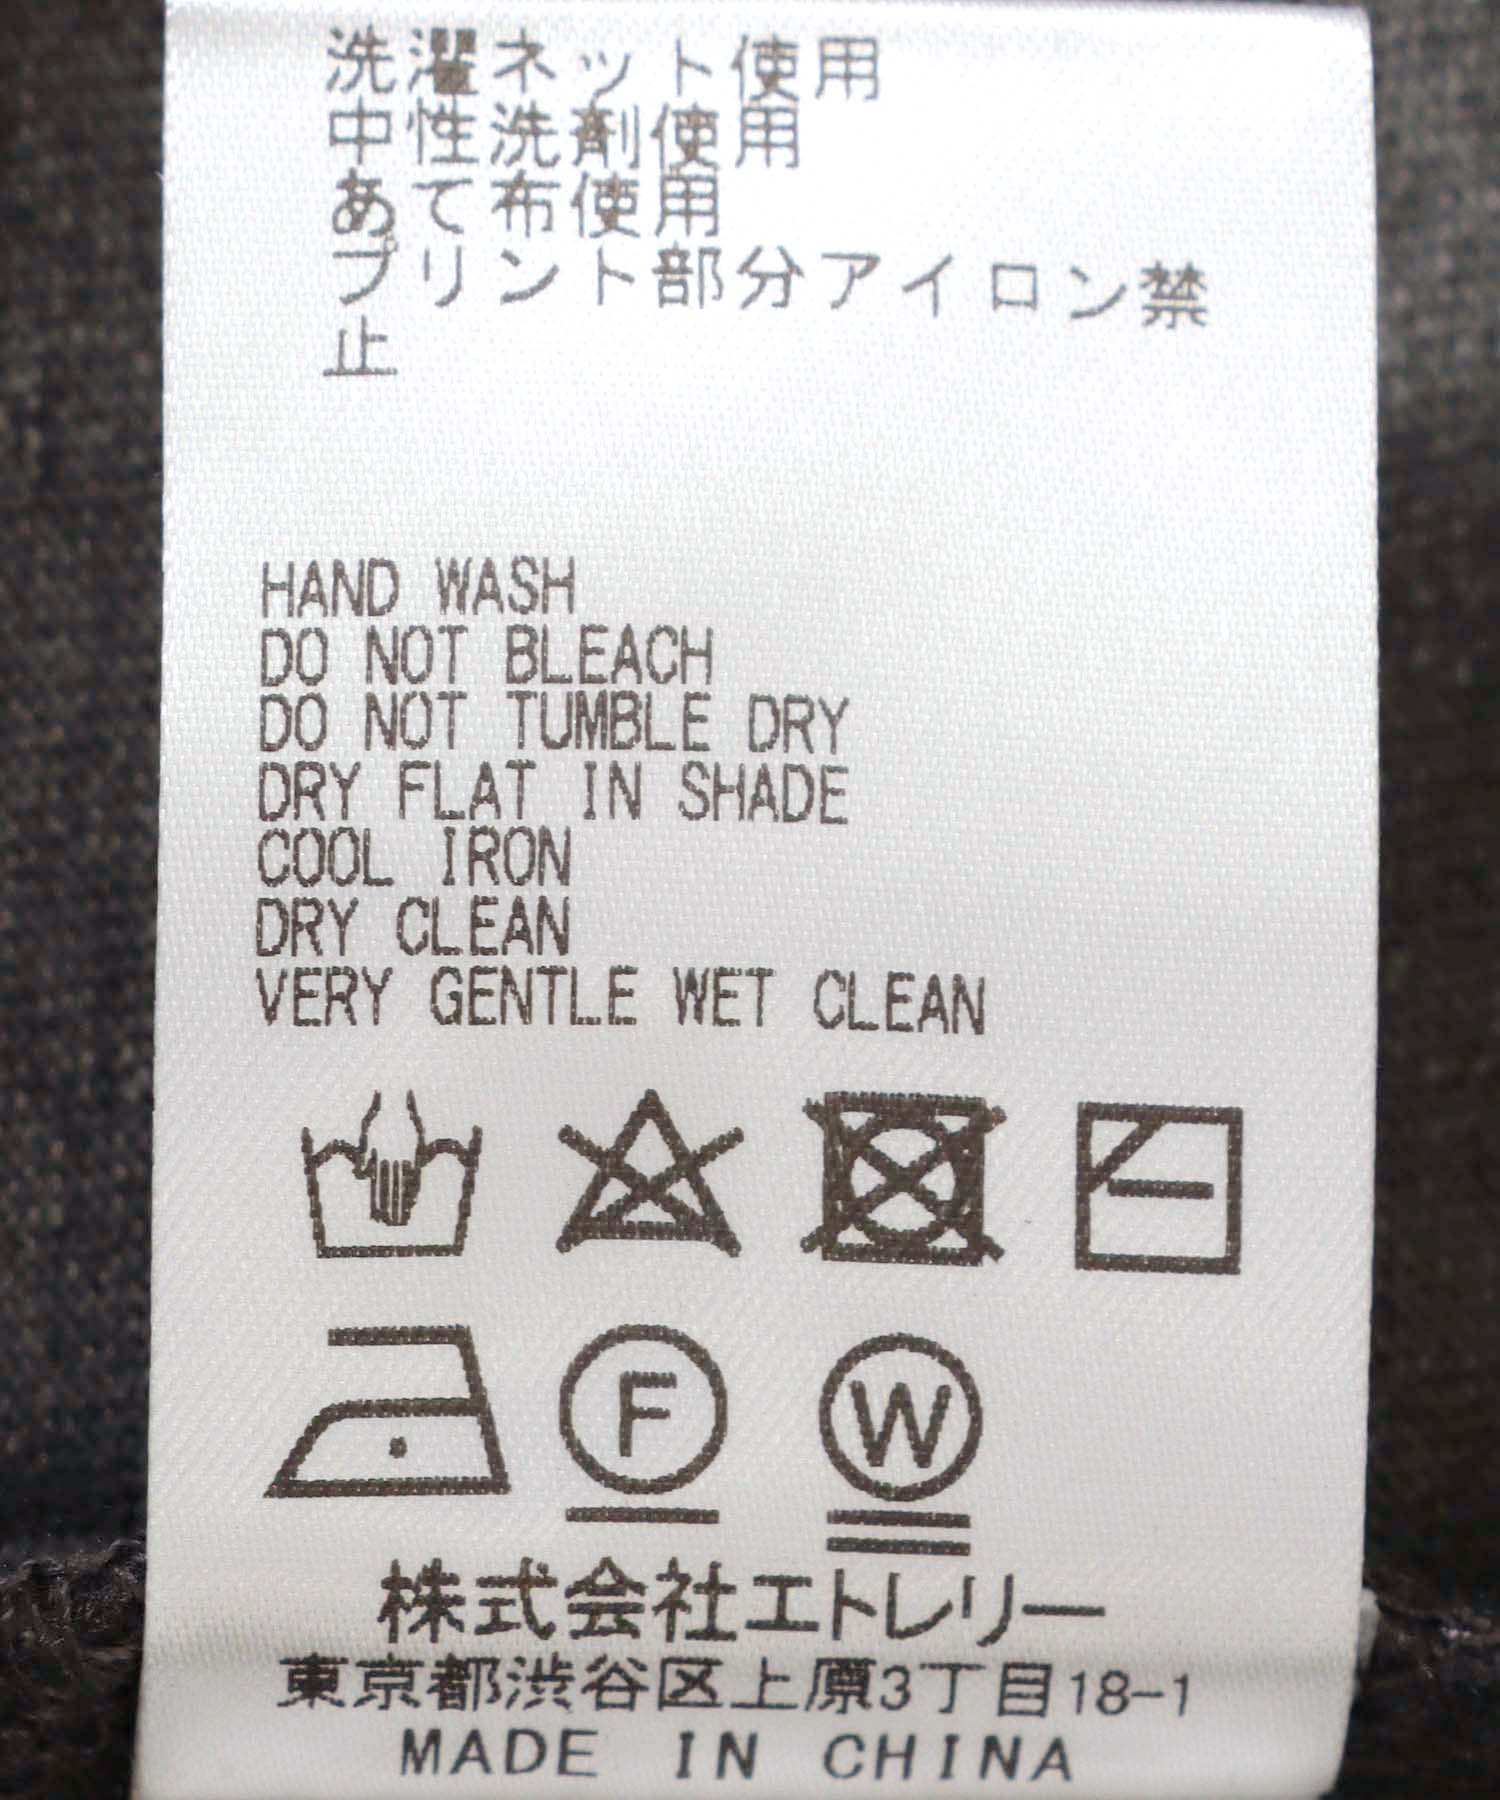 洗濯ネット使用
中性洗剤使用
あて布使用
プリント部分アイロン禁
止
HAND WASH
DO NOT BLEACH
DO NOT TUMBLE DRY
DRY FLAT IN SHADE
COOL IRON
DRY CLEAN
VERY GENTLE WET CLEAN
F
W
株式会社エトレリー
東京都渋谷区上原3丁目18-1
MADE IN CHINA